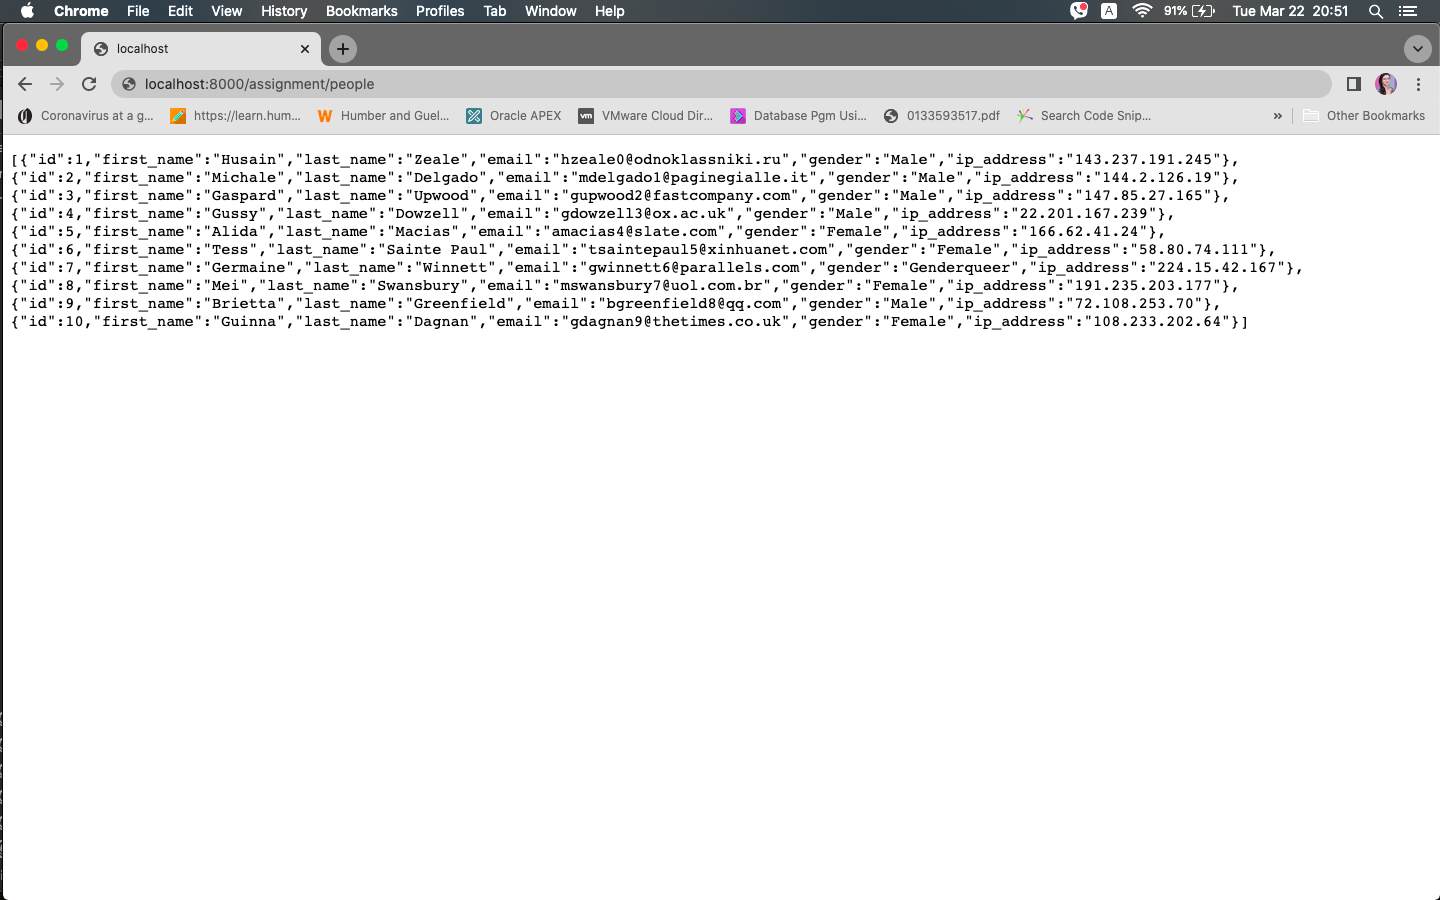 Chrome File Edit View History Bookmarks Profiles Tab Window Help A 91% Tue Mar 22 20:51
localhost
localhost:8000/assignment/people
Coronavirus at a g... https://learn.hum... Humber and Guel... Oracle APEX vm VMware Cloud Dir... Database Pgm Usi... 0133593517.pdf Search Code Snip... » Other Bookmarks
[{"id":1,"first_name":"Husain","last_name":"Zeale","email":"hzeale0@odnoklassniki.ru","gender":"Male","ip_address":"143.237.191.245"},
{"id":2,"first_name":"Michale","last_name":"Delgado","email":"mdelgado1@paginegialle.it","gender":"Male","ip_address":"144.2.126.19"},
{"id":3,"first_name":"Gaspard","last_name":"Upwood","email":"gupwood2@fastcompany.com","gender":"Male","ip_address":"147.85.27.165"},
{"id":4,"first_name":"Gussy","last_name":"Dowzell","email":"gdowzell3@ox.ac.uk","gender":"Male","ip_address":"22.201.167.239"},
{"id":5,"first_name":"Alida","last_name":"Macias","email":"amacias4@slate.com","gender":"Female","ip_address":"166.62.41.24"},
{"id":6,"first_name":"Tess","last_name":"Sainte Paul","email":"tsaintepaul5@xinhuanet.com","gender":"Female","ip_address":"58.80.74.111"},
{"id":7,"first_name":"Germaine","last_name":"Winnett","email":"gwinnett6@parallels.com","gender":"Genderqueer","ip_address":"224.15.42.167"},
{"id":8,"first_name":"Mei","last_name":"Swansbury","email":"mswansbury7@uol.com.br","gender":"Female","ip_address":"191.235.203.177"},
{"id":9,"first_name":"Brietta","last_name":"Greenfield","email":"bgreenfield8@qq.com","gender":"Male","ip_address":"72.108.253.70"},
{"id":10,"first_name":"Guinna","last_name":"Dagnan","email":"gdagnan9@thetimes.co.uk","gender":"Female","ip_address":"108.233.202.64"}]